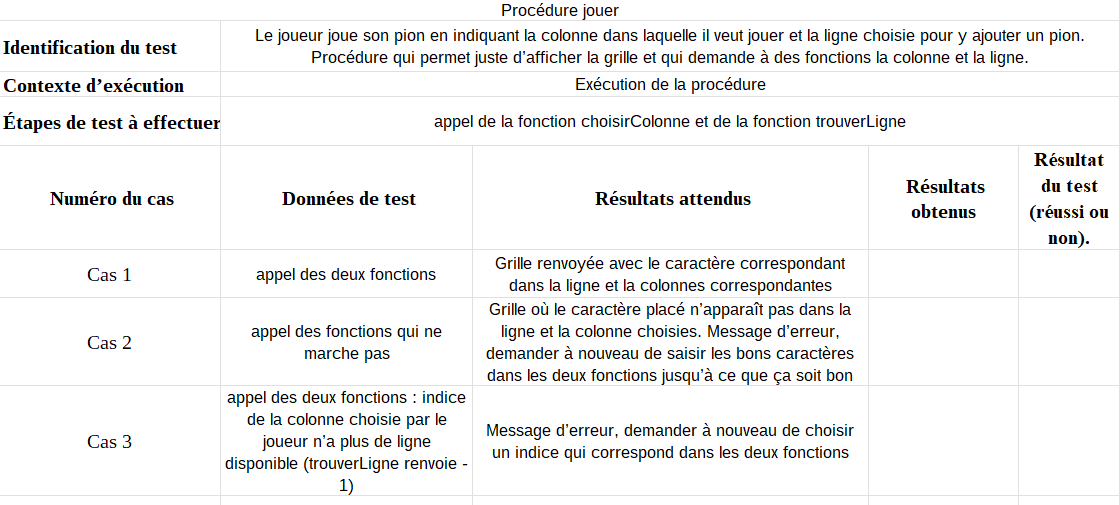 Procédure jouer
Identification du test
Le joueur joue son pion en indiquant la colonne dans laquelle il veut jouer et la ligne choisie pour y ajouter un pion.
Procédure qui permet juste d'afficher la grille et qui demande à des fonctions la colonne et la ligne.
Contexte d'exécution
Exécution de la procédure
Étapes de test à effectuer
appel de la fonction choisirColonne et de la fonction trouverLigne
Numéro du cas
Données de test
Résultats attendus
Résultats
obtenus
Résultat
du test
(réussi ou
non).
Cas 1
appel des deux fonctions
Grille renvoyée avec le caractère correspondant
dans la ligne et la colonnes correspondantes
Cas 2
appel des fonctions qui ne
marche pas
Grille où le caractère placé n'apparaît pas dans la
ligne et la colonne choisies. Message d'erreur,
demander à nouveau de saisir les bons caractères
dans les deux fonctions jusqu'à ce que ça soit bon
Cas 3
appel des deux fonctions : indice
de la colonne choisie par le
joueur n'a plus de ligne
disponible (trouverLigne renvoie -
1)
Message d'erreur, demander à nouveau de choisir
un indice qui correspond dans les deux fonctions